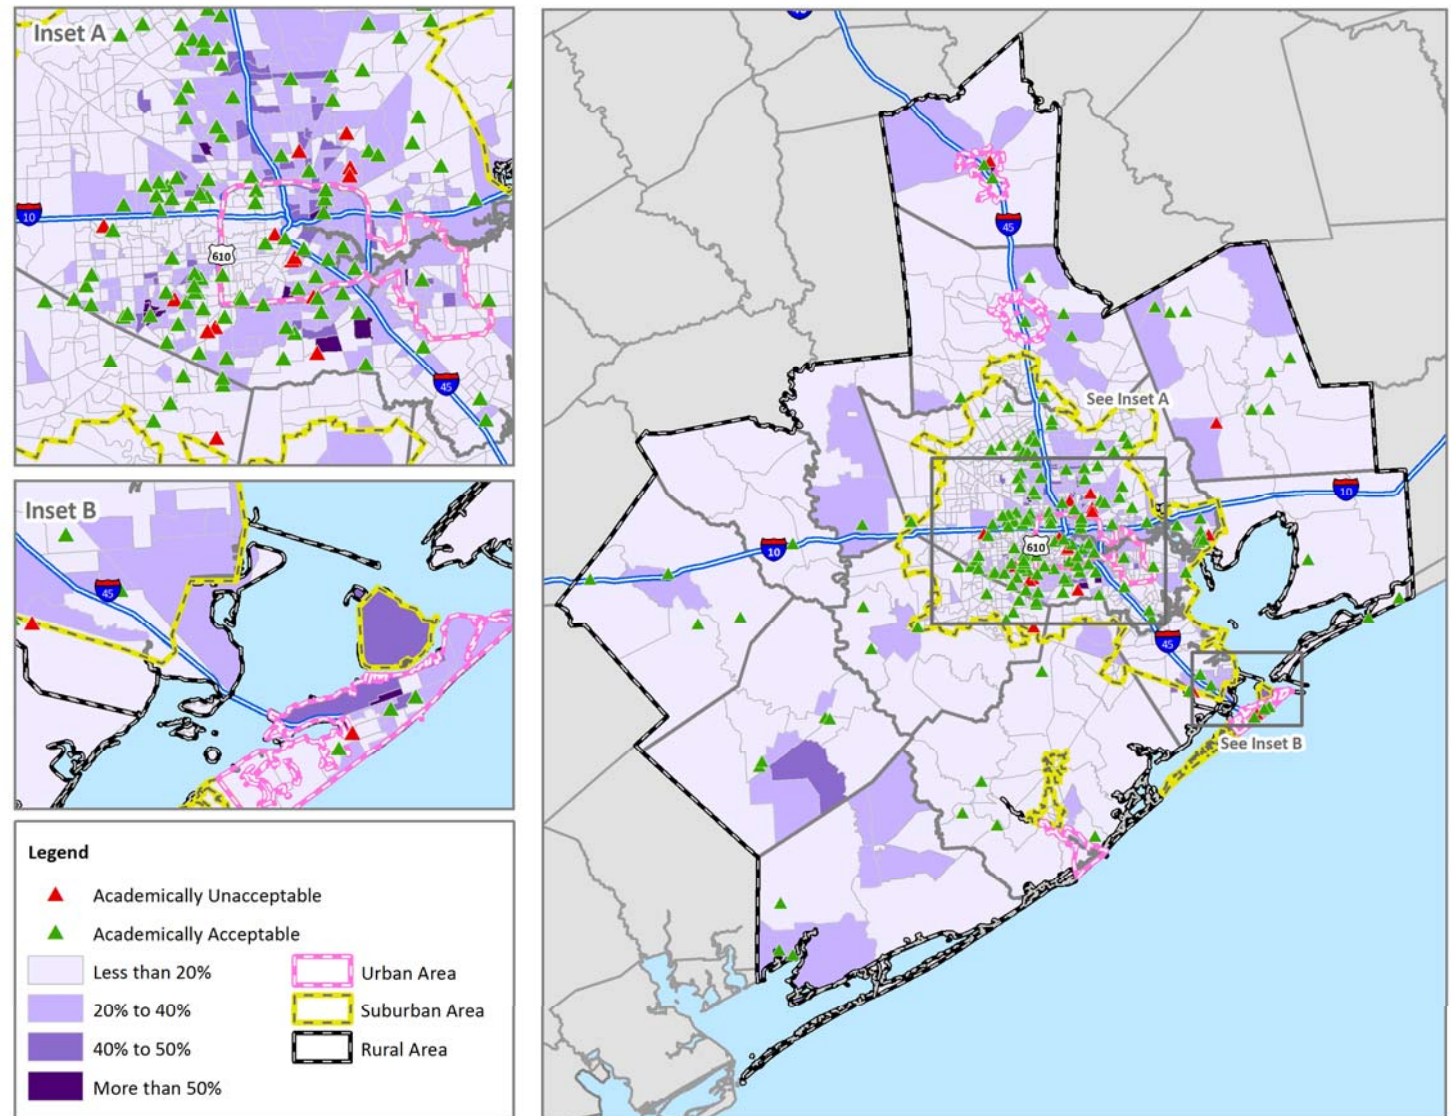 Inset A
10
610
45
Inset B
45
Legend
Academically Unacceptable
Academically Acceptable
Less than 20%
20% to 40%
40% to 50%
More than 50%
Urban Area
Suburban Area
Rural Area
45
See Inset A
10
10
610
45
See Inset B